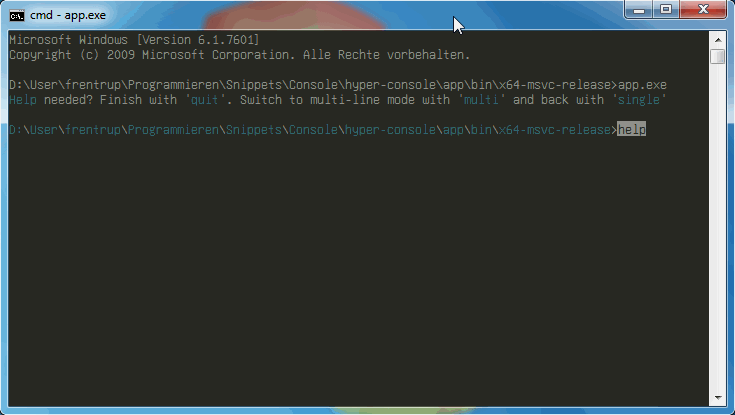 cmd - app.exe
Microsoft Windows [Version 6.1.7601]
Copyright (c) 2009 Microsoft Corporation. Alle Rechte vorbehalten.
D:\User\frentrup\Programmieren\Snippets\Console\hyper-console\app\bin\x64-msvc-release>app.exe
Help needed? Finish with 'quit'. Switch to multi-line mode with 'multi' and back with 'single'
D:\User\frentrup\Programmieren\Snippets\Console\hyper-console\app\bin\x64-msvc-release>help